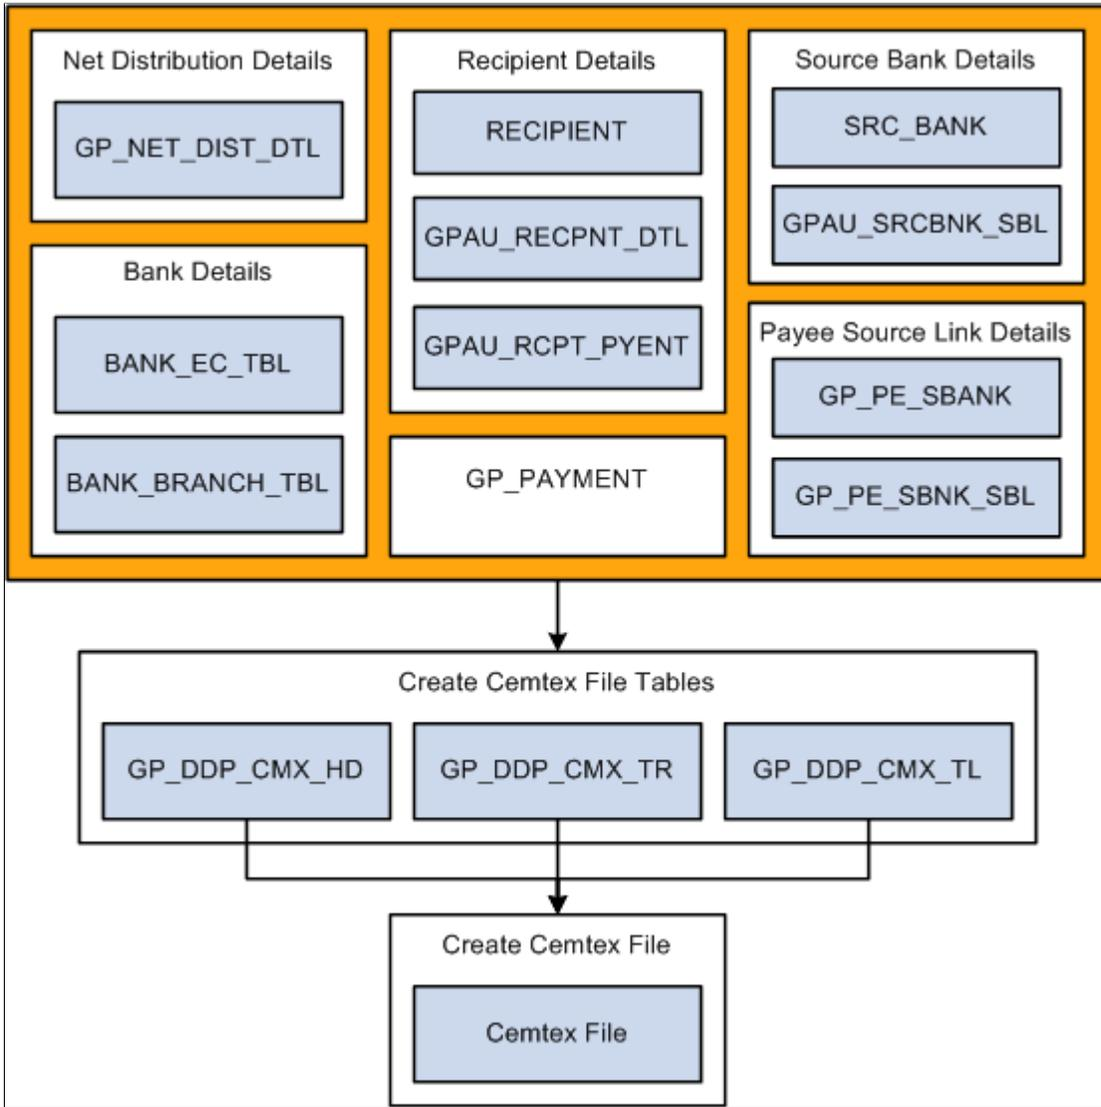 Net Distribution Details
GP_NET_DIST_DTL
Bank Details
BANK_EC_TBL
BANK_BRANCH_TBL
Recipient Details
RECIPIENT
GPAU_RECPNT_DTL
GPAU_RCPT_PYENT
GP_PAYMENT
Source Bank Details
SRC_BANK
GPAU_SRCBNK_SBL
Payee Source Link Details
GP_PE_SBANK
GP_PE_SBNK_SBL
Create Cemtex File Tables
GP_DDP_CMX_HD
GP_DDP_CMX_TR
GP_DDP_CMX_TL
Create Cemtex File
Cemtex File